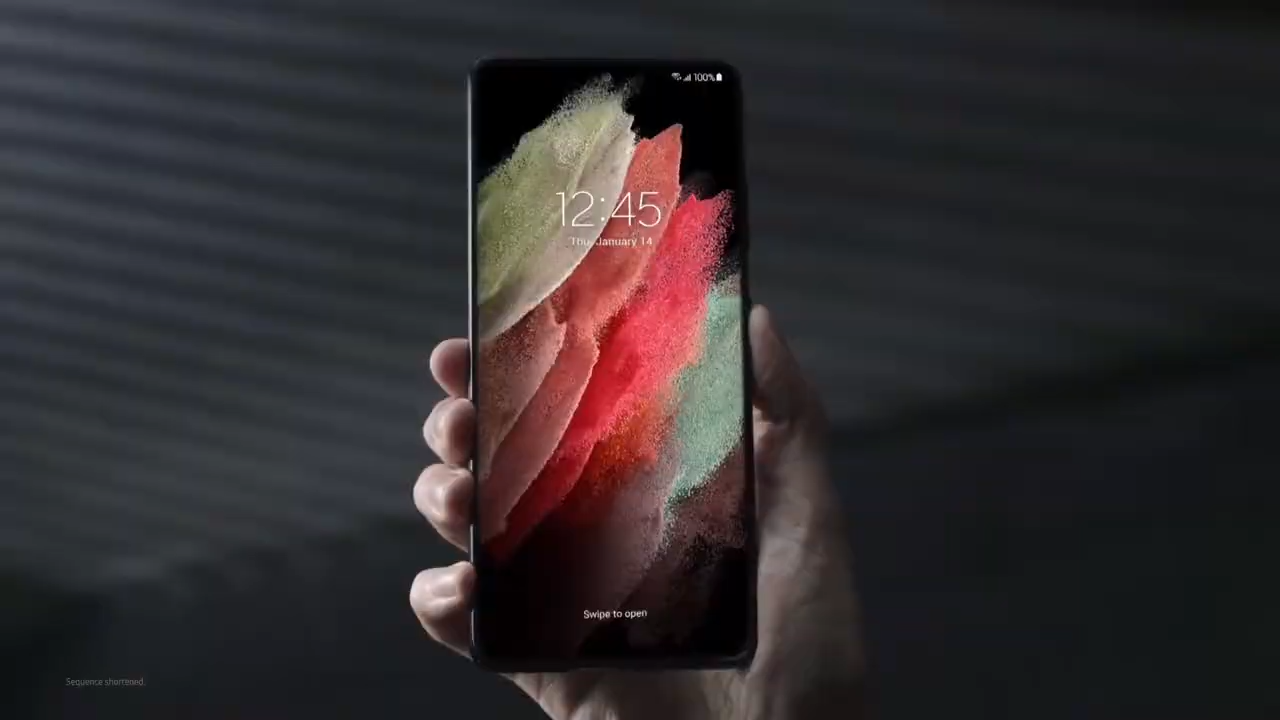 100%
12:45
Thu, January 14
Swipe to open
Sequence shortened.